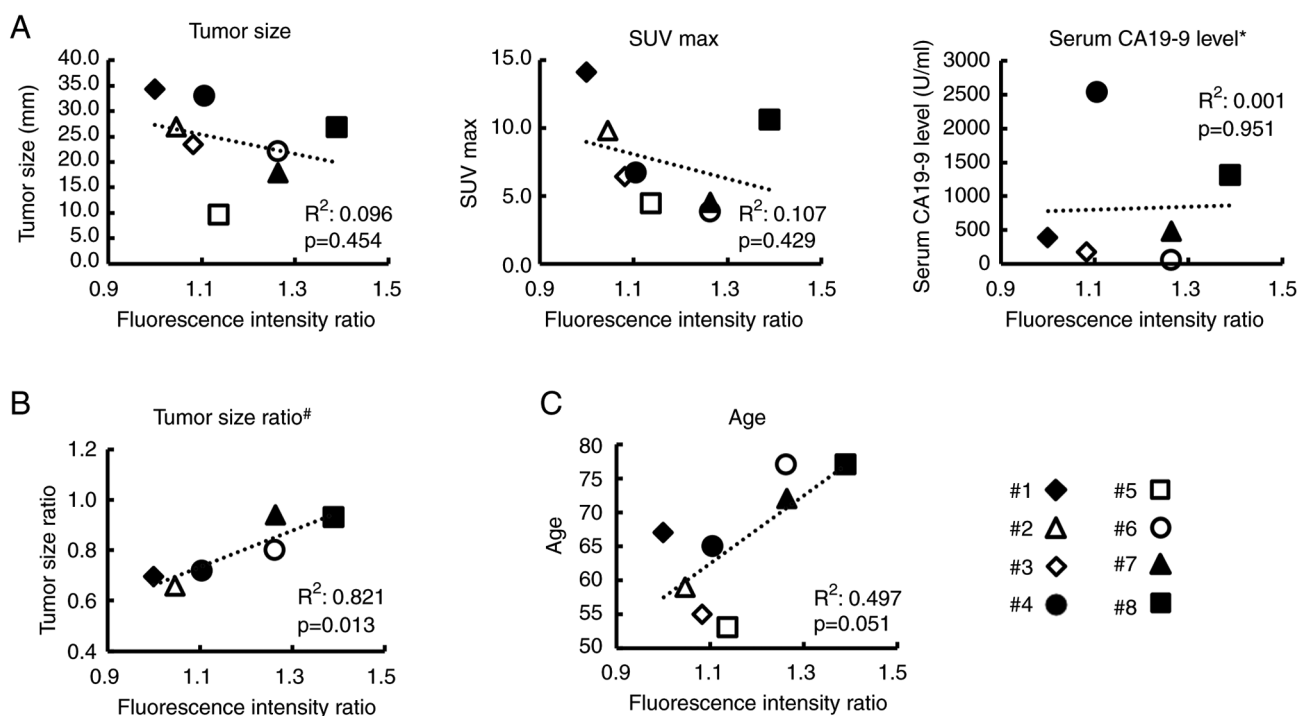 A
Tumor size
Tumor size (mm)
40.0
35.0
30.0
25.0
20.0
15.0
10.0
5.0
0.0
R²: 0.096
p=0.454
0.9 1.1 1.3 1.5
Fluorescence intensity ratio
SUV max
SUV max
15.0
10.0
5.0
0.0
R²: 0.107
p=0.429
0.9 1.1 1.3 1.5
Fluorescence intensity ratio
Serum CA19-9 level*
Serum CA19-9 level (U/ml)
3000
2500
2000
1500
1000
500
0
R²: 0.001
p=0.951
0.9 1.1 1.3 1.5
Fluorescence intensity ratio
B
Tumor size ratio#
Tumor size ratio
1.2
1.0
0.8
0.6
0.4
R²: 0.821
p=0.013
0.9 1.1 1.3 1.5
Fluorescence intensity ratio
C
Age
Age
80
75
70
65
60
55
50
R²: 0.497
p=0.051
0.9 1.1 1.3 1.5
Fluorescence intensity ratio
#1 #5
#2 #6
#3 #7
#4 #8